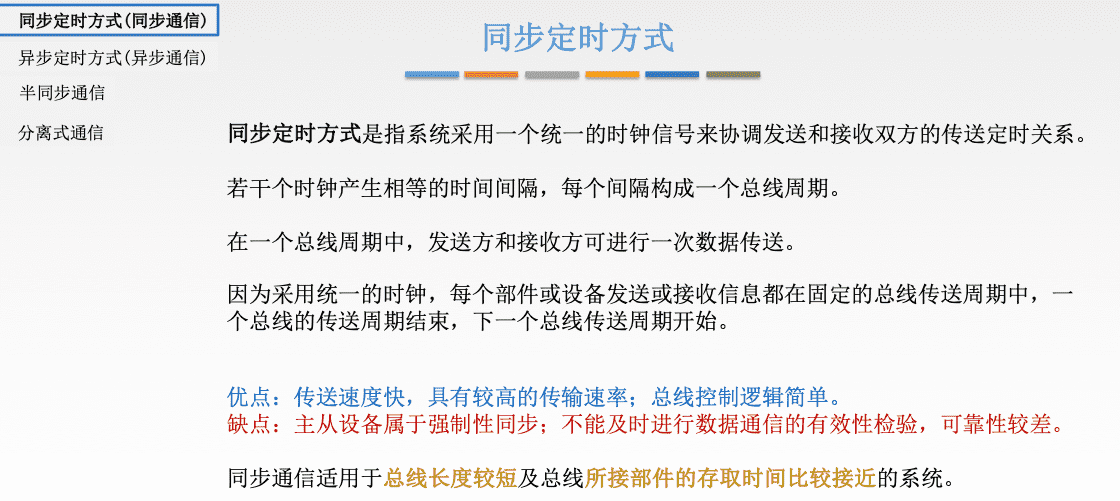 同步定时方式(同步通信)
异步定时方式(异步通信)
半同步通信
分离式通信
同步定时方式
同步定时方式是指系统采用一个统一的时钟信号来协调发送和接收双方的传送定时关系。
若干个时钟产生相等的时间间隔，每个间隔构成一个总线周期。
在一个总线周期中，发送方和接收方可进行一次数据传送。
因为采用统一的时钟，每个部件或设备发送或接收信息都在固定的总线传送周期中，一
个总线的传送周期结束，下一个总线传送周期开始。
优点：传送速度快，具有较高的传输速率；总线控制逻辑简单。
缺点：主从设备属于强制性同步；不能及时进行数据通信的有效性检验，可靠性较差。
同步通信适用于总线长度较短及总线所接部件的存取时间比较接近的系统。